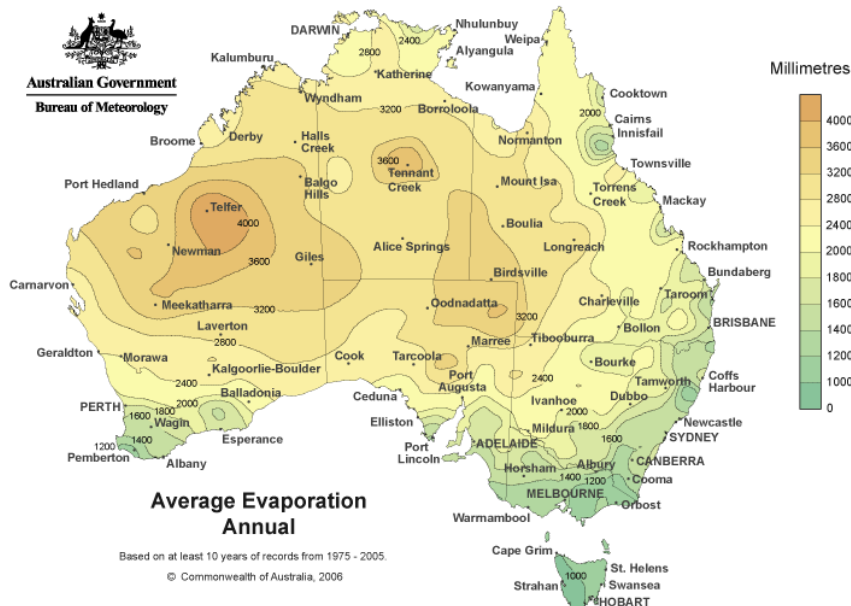 Australian Government
Bureau of Meteorology
Millimetres
4000
3600
3200
2800
2400
2000
1800
1600
1400
1200
1000
0
DARWIN
Nhulunbuy
2400
2800
Alyangula
Weipa
Kalumburu
Katherine
Kowanyama
Cooktown
Wyndham
3200
Borroloola
2000
Cairns
Innisfail
Broome
Derby
Halls
Creek
Normanton
3600
Tennant
Creek
Townsville
Port Hedland
Balgo
Hills
Mount Isa
Torrens
Creek
Mackay
Telfer
4000
Boulia
Newman
3600
Giles
Alice Springs
Longreach
Rockhampton
Carnarvon
Birdsville
Bundaberg
Meekatharra
3200
Oodnadatta
3200
Charleville
Taroom
Laverton
Bollon
BRISBANE
Geraldton
Morawa
2800
Cook
Tarcoola
Marree
Tibooburra
Bourke
Kalgoorlie-Boulder
2400
Port
Augusta
2400
Tamworth
Coffs
Harbour
Balladonia
Ceduna
Ivanhoe
Dubbo
PERTH
1600
1800
2000
Wagin
Elliston
2000
Newcastle
Esperance
Mildura
1800
1600
SYDNEY
1200
1400
Port
Lincoln
ADELAIDE
Pemberton
Albany
Horsham
Albury
CANBERRA
1400
1200
Cooma
MELBOURNE
Orbost
Warrnambool
Average Evaporation
Annual
Based on at least 10 years of records from 1975 - 2005.
© Commonwealth of Australia, 2006
Cape Grim
St. Helens
Strahan
1000
Swansea
HOBART